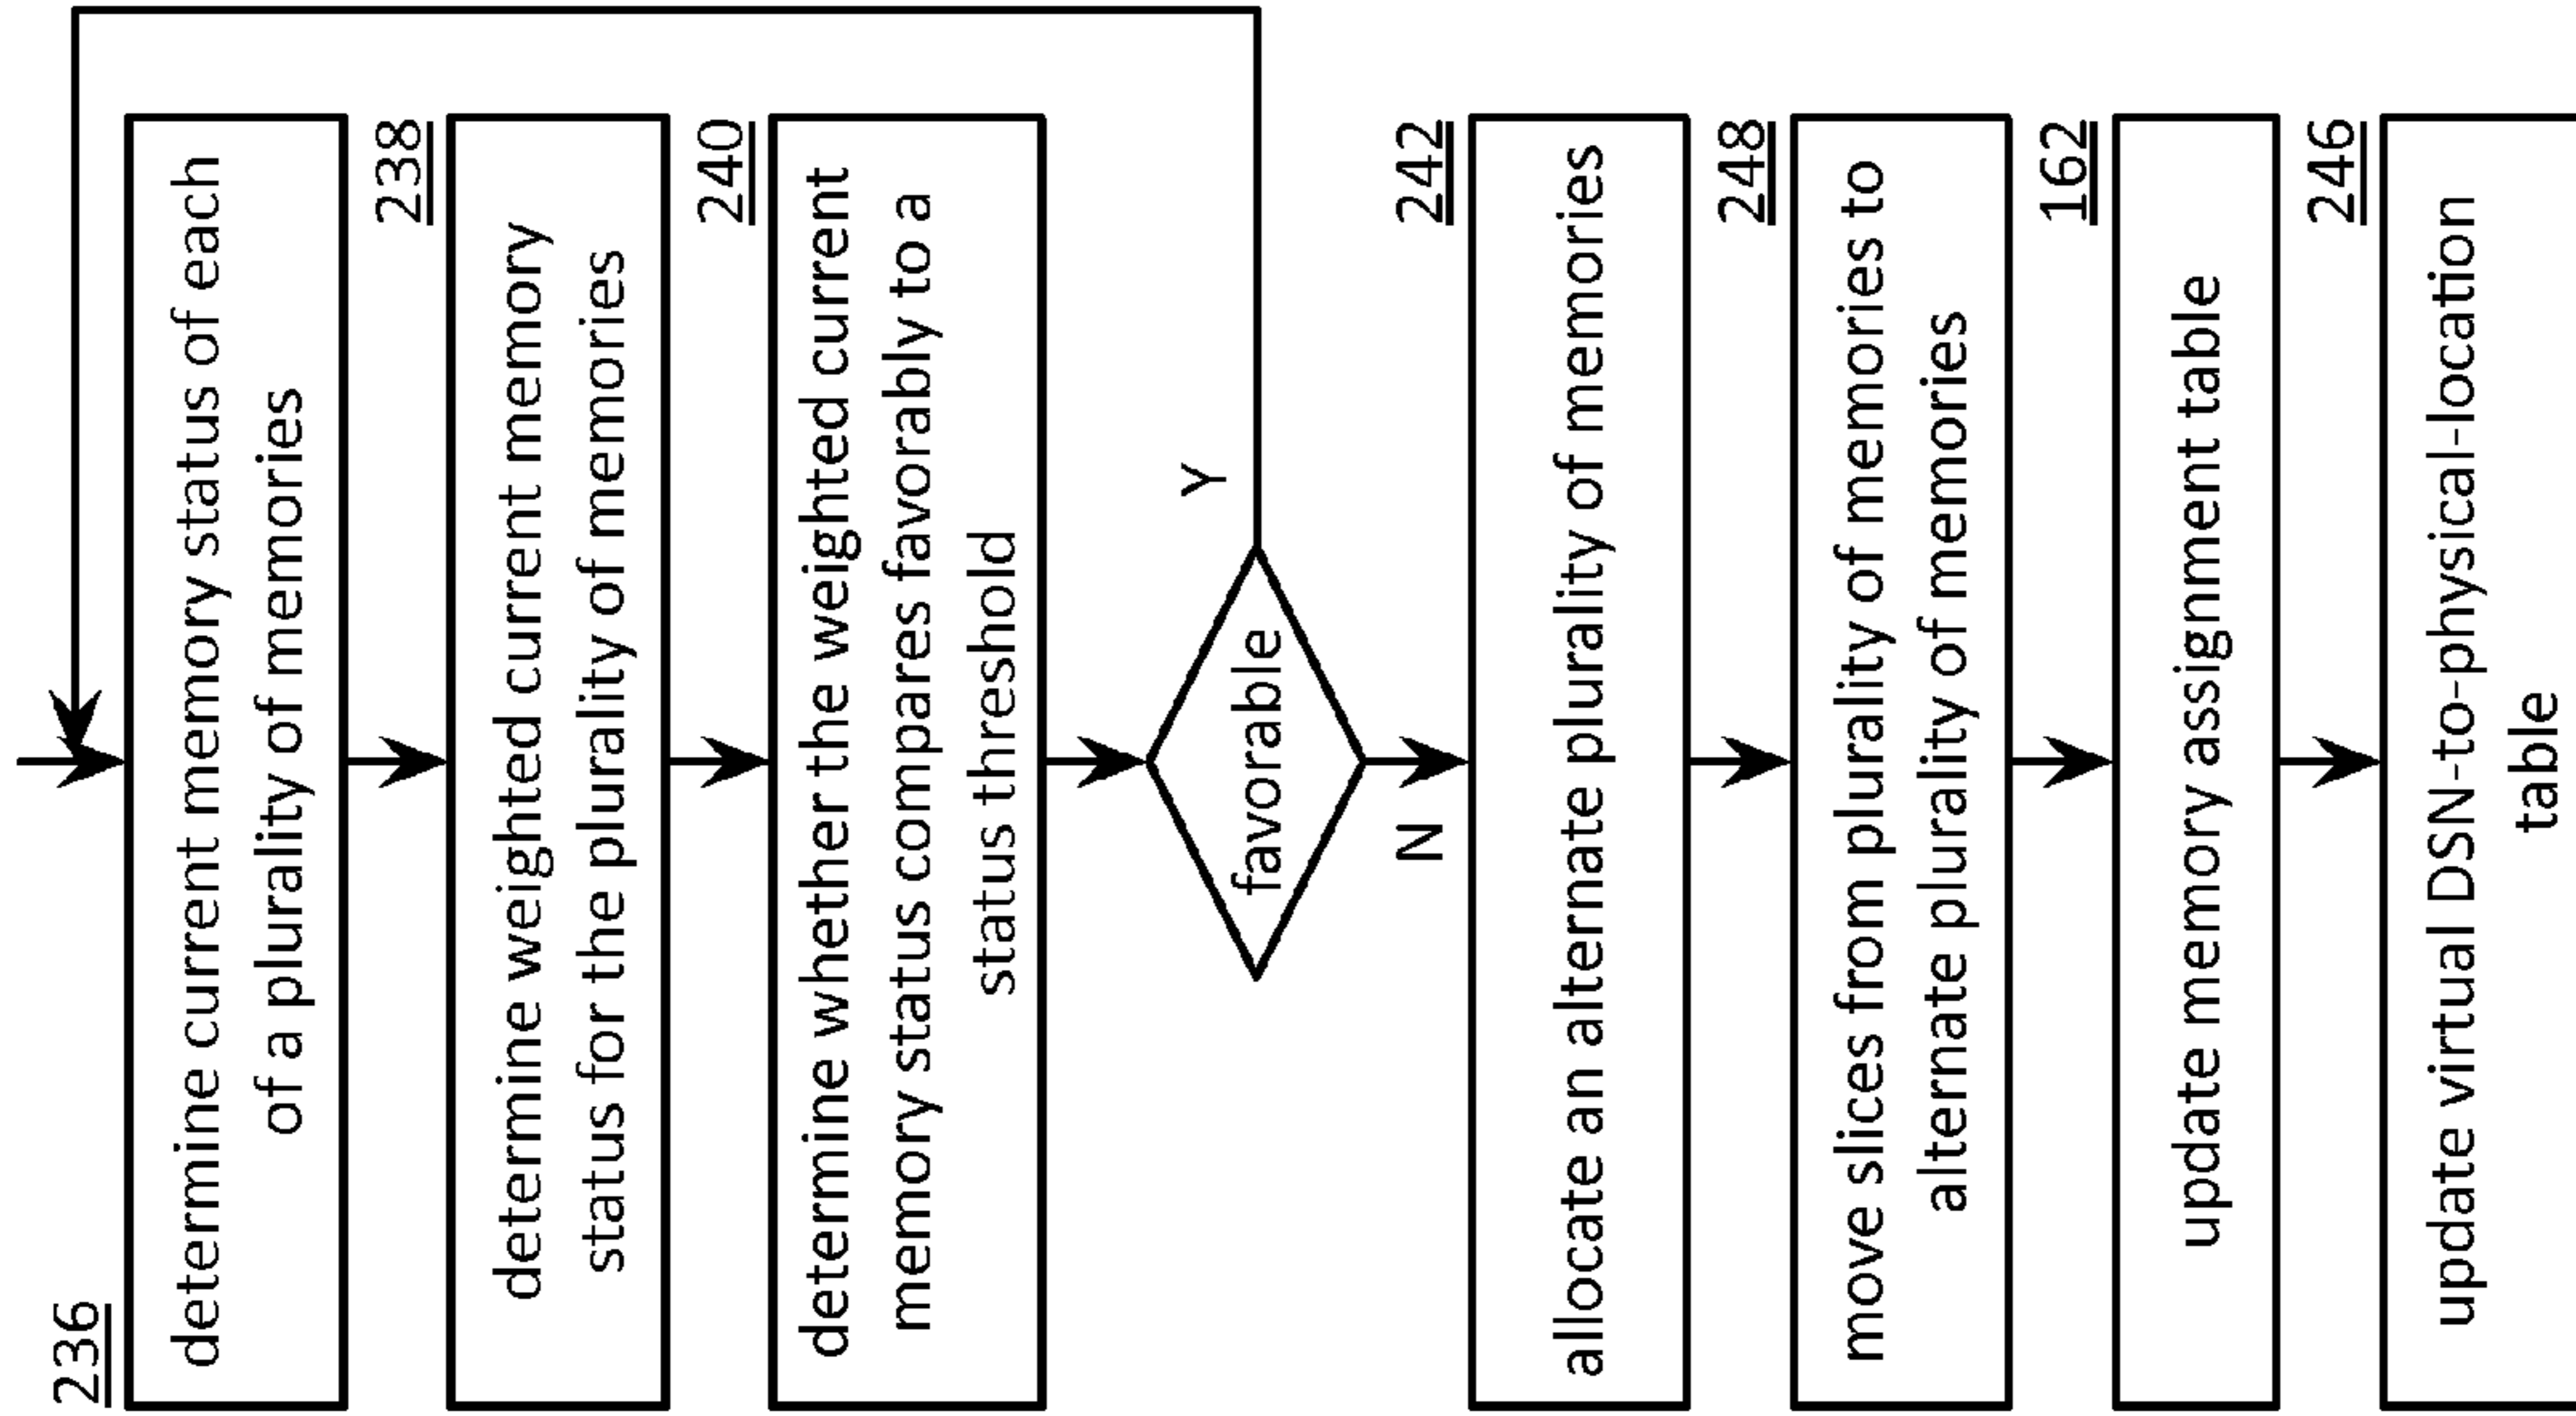 236
determine current memory status of each
of a plurality of memories
238
determine weighted current memory
status for the plurality of memories
240
determine whether the weighted current
memory status compares favorably to a
status threshold
favorable
Y
N
242
allocate an alternate plurality of memories
248
move slices from plurality of memories to
alternate plurality of memories
162
update memory assignment table
246
update virtual DSN-to-physical-location
table